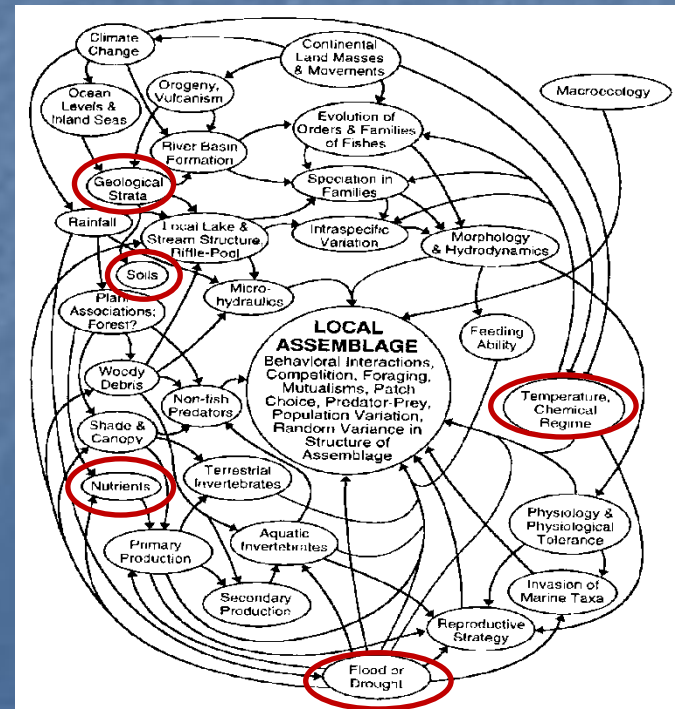 Climate
Change
Continental
Land Masses
& Movements
Macroecology
Ocean
Levels &
Inland Seas
Orogeny,
Vulcanism
Evolution of
Orders & Families
of Fishes
River Basin
Formation
Geological
Strata
Speciation in
Families
Rainfall
Local Lake &
Stream Structure,
Riffle-Pool
Intraspecific
Variation
Morphology
& Hydrodynamics
Soils
Micro-
hydraulics
Plant
Associations;
Forest?
LOCAL
ASSEMBLAGE
Behavioral Interactions,
Competition, Foraging,
Mutualisms, Patch
Choice, Predator-Prey,
Population Variation,
Random Variance in
Structure of
Assemblage
Feeding
Ability
Woody
Debris
Non-fish
Predators
Temperature,
Chemical
Regime
Shade &
Canopy
Terrestrial
Invertebrates
Nutrients
Physiology &
Physiological
Tolerance
Primary
Production
Aquatic
Invertebrates
Secondary
Production
Invasion of
Marine Taxa
Reproductive
Strategy
Flood or
Drought